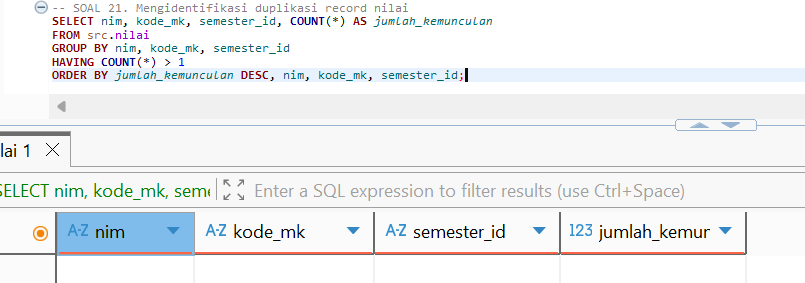 -- SOAL 21. Mengidentifikasi duplikasi record nilai
SELECT nim, kode_mk, semester_id, COUNT(*) AS jumlah_kemunculan
FROM src.nilai
GROUP BY nim, kode_mk, semester_id
HAVING COUNT(*) > 1
ORDER BY jumlah_kemunculan DESC, nim, kode_mk, semester_id;
lai 1
SELECT nim, kode_mk, seme Enter a SQL expression to filter results (use Ctrl+Space)
A-Z nim A-Z kode_mk A-Z semester_id 123 jumlah_kemun